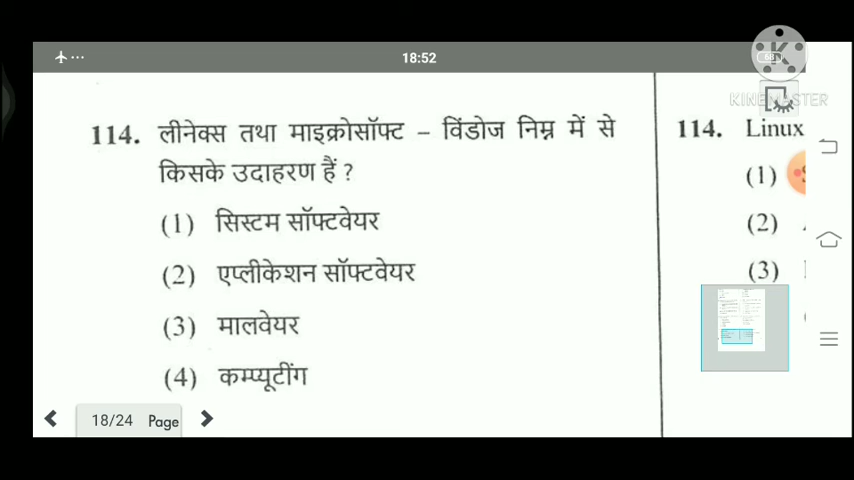 18:52
KINEMASTER
114. लीनेक्स तथा माइक्रोसॉफ्ट – विंडोज निम्न में से
किसके उदाहरण हैं ?
(1) सिस्टम सॉफ्टवेयर
(2) एप्लीकेशन सॉफ्टवेयर
(3) मालवेयर
(4) कम्प्यूटींग
114. Linux
(1)
(2)
(3)
18/24 Page